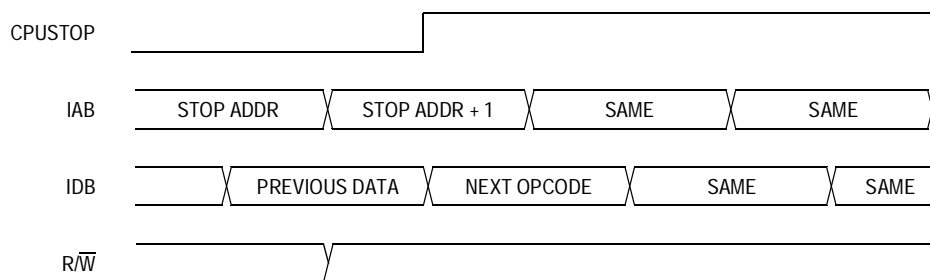 CPUSTOP
IAB STOP ADDR STOP ADDR + 1 SAME SAME
IDB PREVIOUS DATA NEXT OPCODE SAME SAME
R/W̅